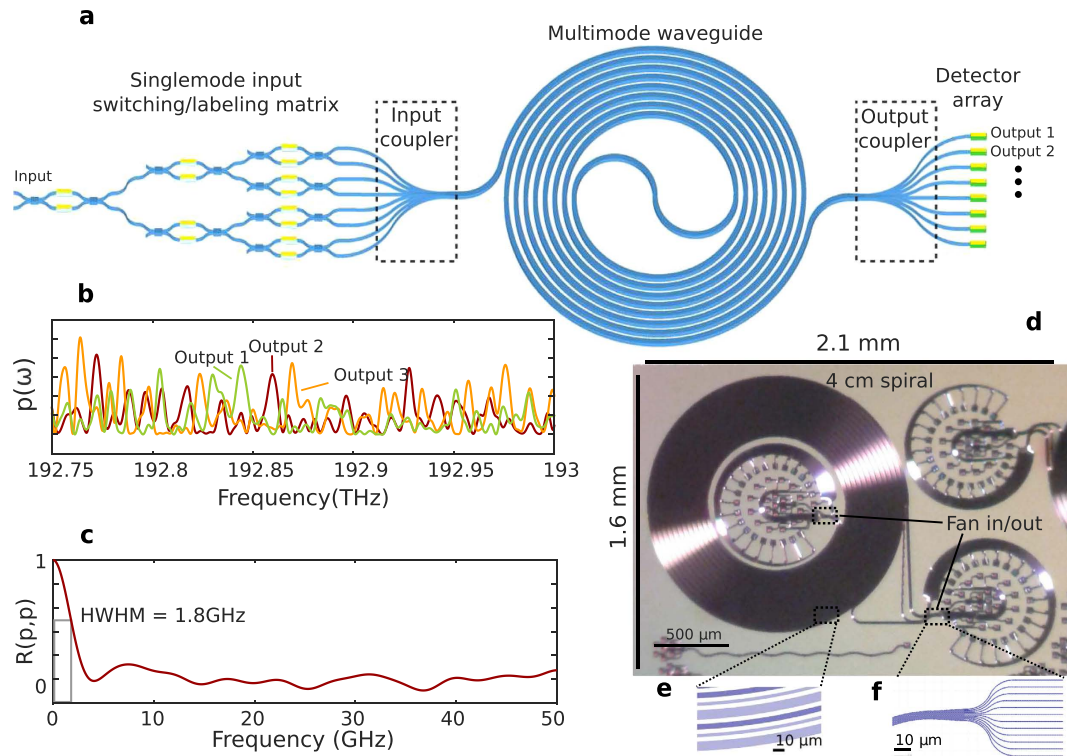 a
Multimode waveguide
Singlemode input
switching/labeling matrix
Input
coupler
Output
coupler
Detector
array
Output 1
Output 2
Input
b
p(ω)
Output 1
Output 2
Output 3
192.75
192.8
192.85
192.9
192.95
193
Frequency(THz)
c
R(p,p)
1
0
HWHM = 1.8GHz
0
10
20
30
40
50
Frequency (GHz)
d
2.1 mm
1.6 mm
4 cm spiral
Fan in/out
500 μm
e
10 μm
f
10 μm